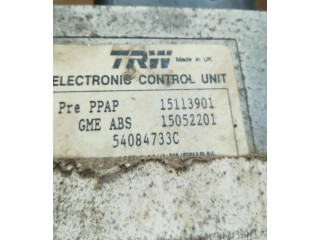 TRW Made in UK
ELECTRONIC CONTROL UNIT
Pre PPAP 15113901
GME ABS 15052201
54084733C